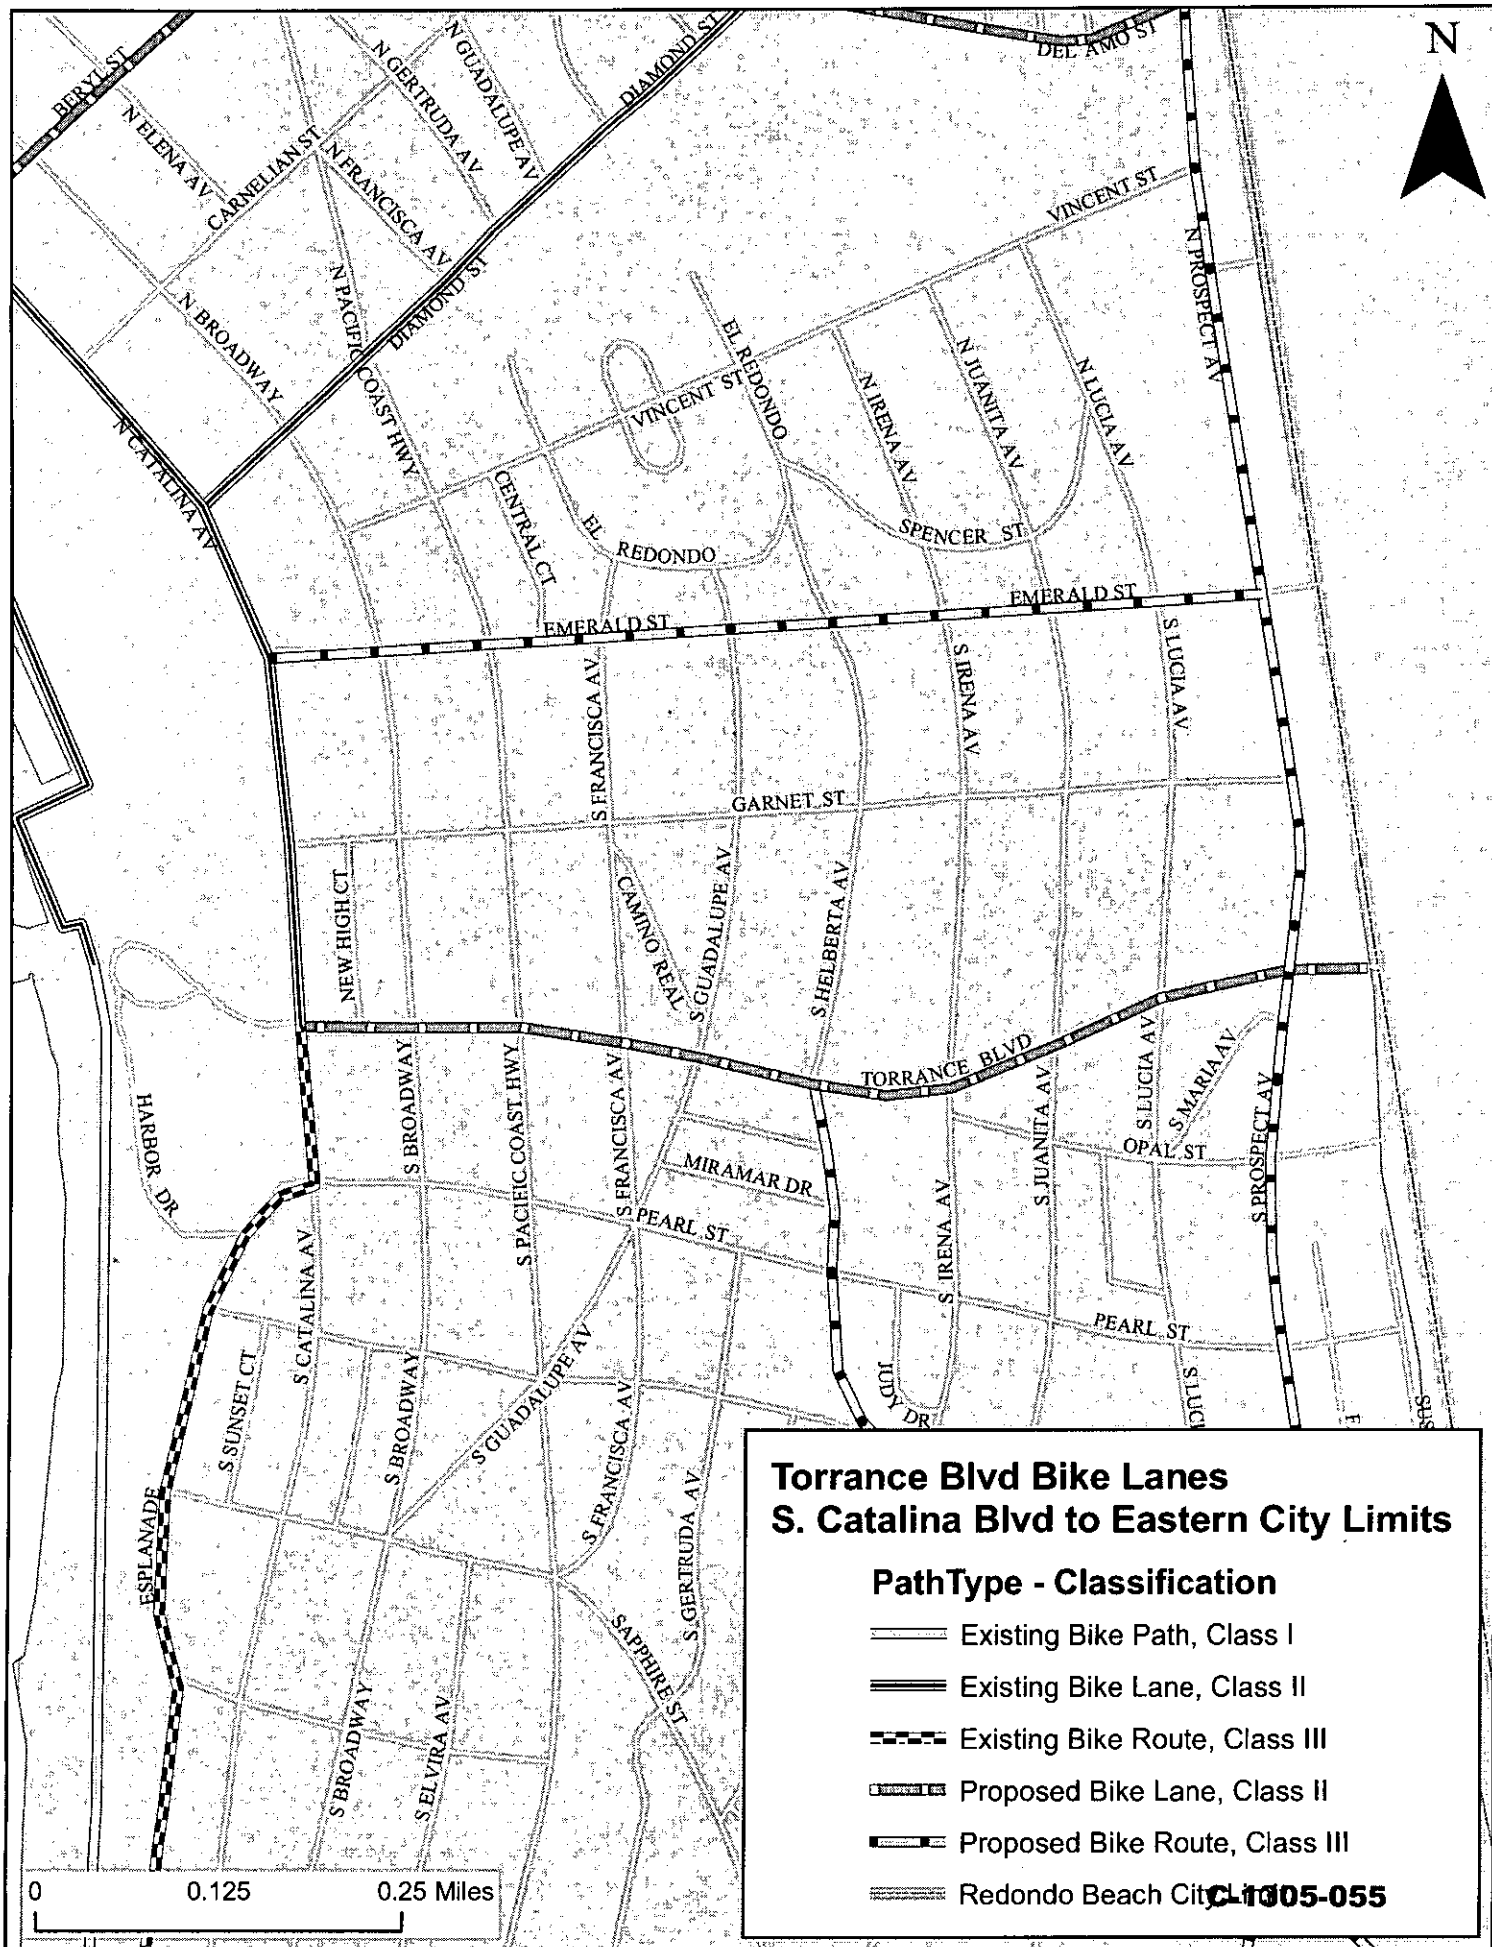 N
DEL AMO ST
DIAMOND ST
N GUADALUPE AV
N GERTRUDA AV
BERYL ST
N ELENA AV
CARNELIAN ST
N FRANCISCA AV
VINCENT ST
N PROSPECT AV
DIAMOND ST
N PACIFIC COAST HWY
N BROADWAY
EL REDONDO
N IRENA AV
N JUANITA AV
N LUCIA AV
VINCENT ST
N CATALINA AV
CENTRAL CT
EL REDONDO
SPENCER ST
EMERALD ST
EMERALD ST
S LUCIA AV
S IRENA AV
S FRANCISCA AV
GARNET ST
NEW HIGH CT
CAMINO REAL
S GUADALUPE AV
S HELBERTA AV
TORRANCE BLVD
S LUCIA AV
S MARIA AV
S PROSPECT AV
OPAL ST
S JUANITA AV
HARBOR DR
S BROADWAY
S PACIFIC COAST HWY
S FRANCISCA AV
MIRAMAR DR
PEARL ST
S IRENA AV
S CATALINA AV
PEARL ST
S SUNSET CT
S BROADWAY
S GUADALUPE AV
S FRANCISCA AV
JUDY DR
S LUCI
F
SUS
ESPLANADE
S GERTRUDA AV
SAPPHIRE ST
S BROADWAY
S ELVIRA AV
Torrance Blvd Bike Lanes
S. Catalina Blvd to Eastern City Limits
PathType - Classification
Existing Bike Path, Class I
Existing Bike Lane, Class II
Existing Bike Route, Class III
Proposed Bike Lane, Class II
Proposed Bike Route, Class III
Redondo Beach City
C-1305-055
0 0.125 0.25 Miles